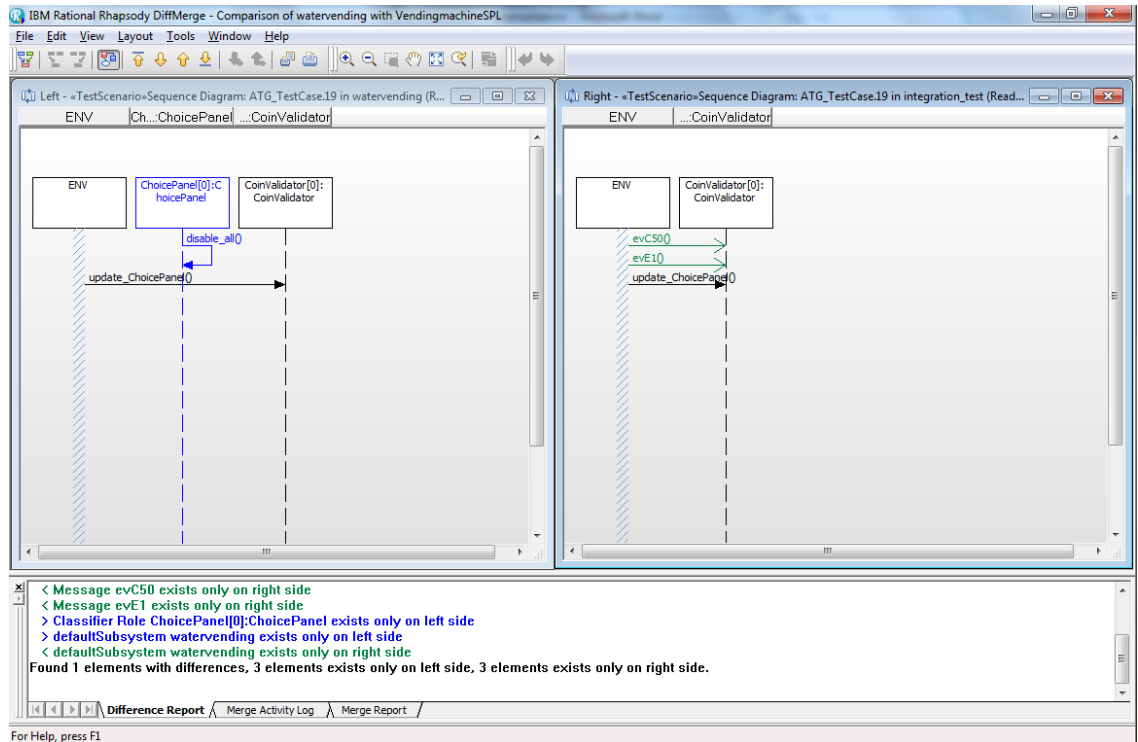 IBM Rational Rhapsody DiffMerge - Comparison of watervending with VendingmachineSPL
File Edit View Layout Tools Window Help
Left - «TestScenario»Sequence Diagram: ATG_TestCase.19 in watervending (R...
ENV Ch...:ChoicePanel ...:CoinValidator
ENV
ChoicePanel[0]:C
hoicePanel
CoinValidator[0]:
CoinValidator
disable_all()
update_ChoicePanel()
Right - «TestScenario»Sequence Diagram: ATG_TestCase.19 in integration_test (Read...
ENV ...:CoinValidator
ENV
CoinValidator[0]:
CoinValidator
evC50()
evE1()
update_ChoicePanel()
< Message evC50 exists only on right side
< Message evE1 exists only on right side
> Classifier Role ChoicePanel[0]:ChoicePanel exists only on left side
> defaultSubsystem watervending exists only on left side
< defaultSubsystem watervending exists only on right side
Found 1 elements with differences, 3 elements exists only on left side, 3 elements exists only on right side.
Difference Report Merge Activity Log Merge Report
For Help, press F1